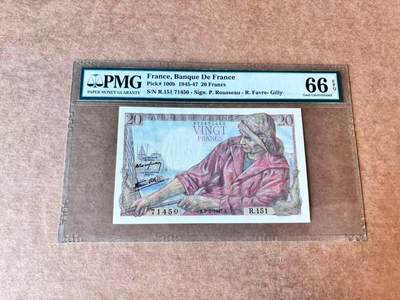 PMG
PAPER MONEY GUARANTY
France, Banque De France
Pick# 100b 1945-47 20 Francs
S/N R.151 71450 - Sign. P. Rousseau - R. Favre- Gilly
66 EPQ
Gem Uncirculated
20
20
VINGT
FRANCS
71450
R.151